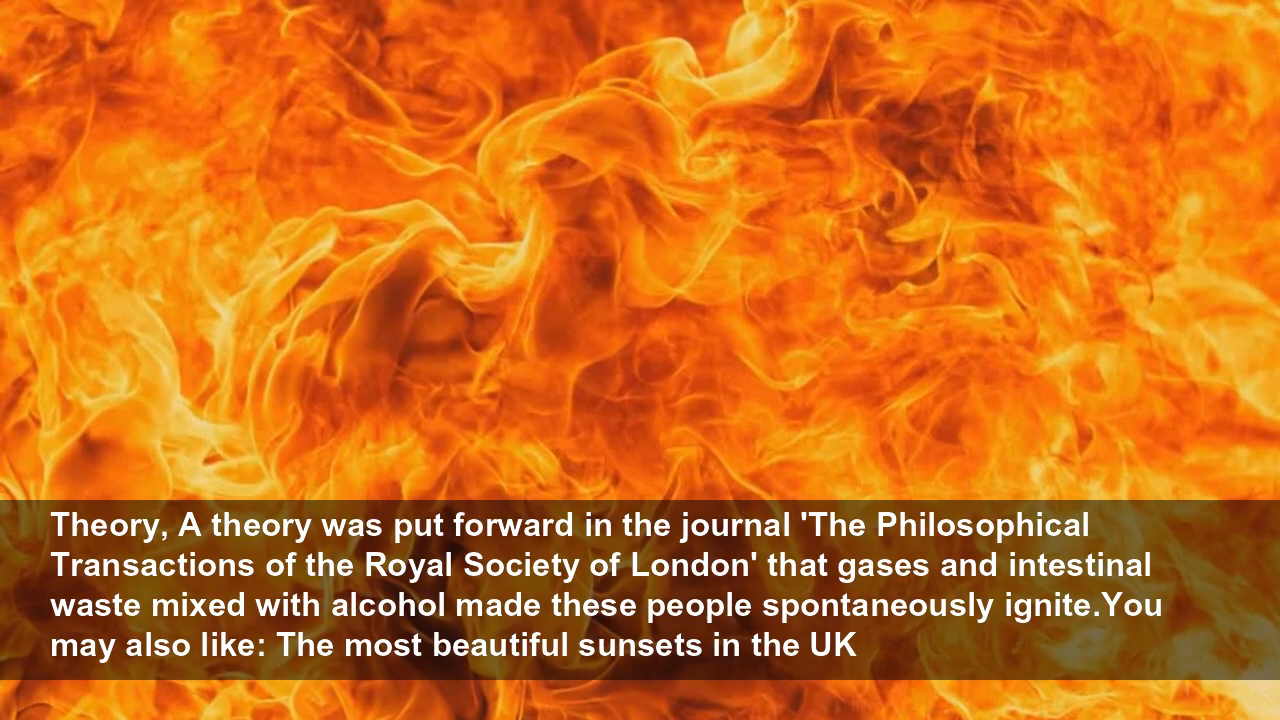 Theory, A theory was put forward in the journal 'The Philosophical
Transactions of the Royal Society of London' that gases and intestinal
waste mixed with alcohol made these people spontaneously ignite.You
may also like: The most beautiful sunsets in the UK